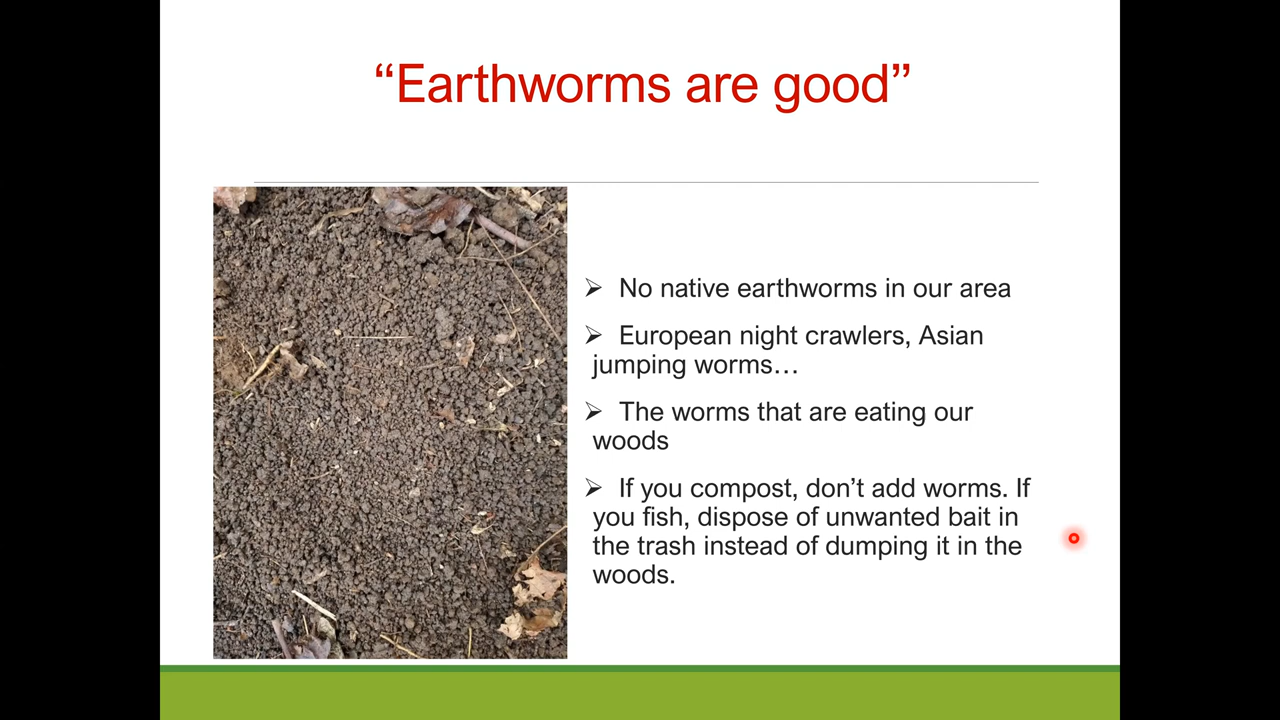 “Earthworms are good”
➢ No native earthworms in our area
➢ European night crawlers, Asian
jumping worms…
➢ The worms that are eating our
woods
➢ If you compost, don’t add worms. If
you fish, dispose of unwanted bait in
the trash instead of dumping it in the
woods.